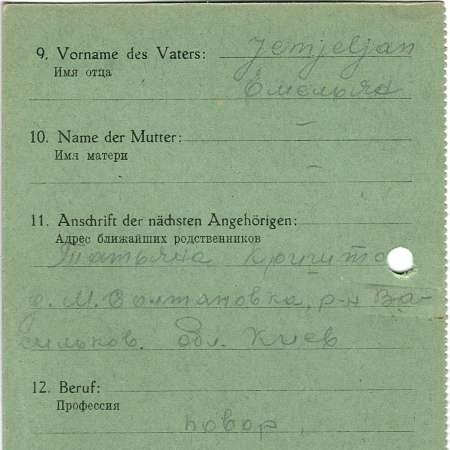 9. Vorname des Vaters: Jemjeljan
Имя отца
Емельян
10. Name der Mutter: –
Имя матери
–
11. Anschrift der nächsten Angehörigen:
Адрес ближайших родственников
Татьяна
д. М. Солтановка, р-н Ва-
сильков. обл. Киев
12. Beruf:
Профессия
повар